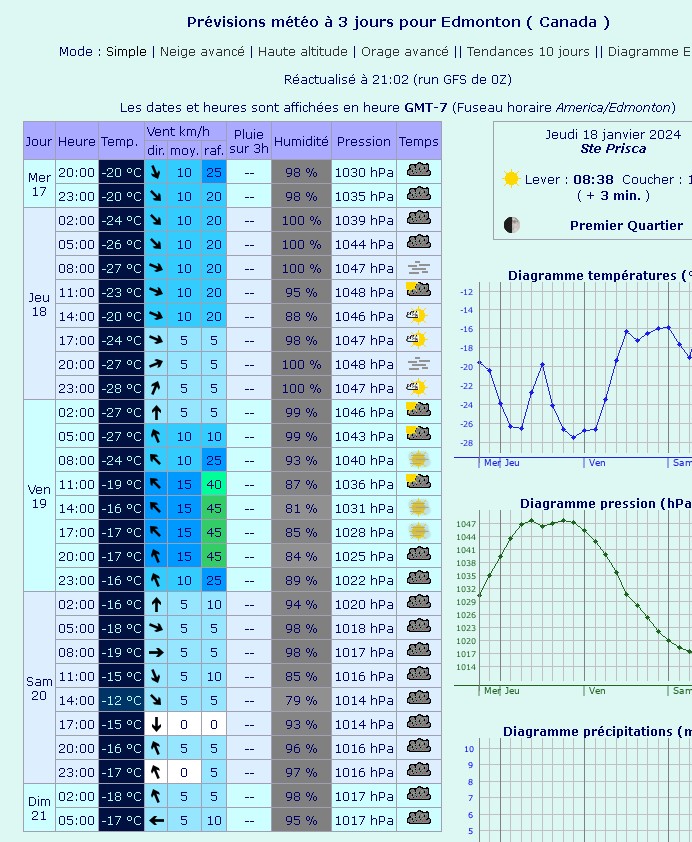 Prévisions météo à 3 jours pour Edmonton ( Canada )
Mode : Simple | Neige avancé | Haute altitude | Orage avancé || Tendances 10 jours || Diagramme E
Réactualisé à 21:02 (run GFS de 0Z)
Les dates et heures sont affichées en heure GMT-7 (Fuseau horaire America/Edmonton)
Jour Heure Temp. Vent km/h Pluie sur 3h Humidité Pression Temps
dir. moy. raf.
Mer 17
20:00 -20 °C 10 25 -- 98 % 1030 hPa
23:00 -20 °C 10 20 -- 98 % 1035 hPa
Jeu 18
02:00 -24 °C 10 20 -- 100 % 1039 hPa
05:00 -26 °C 10 20 -- 100 % 1044 hPa
08:00 -27 °C 10 20 -- 100 % 1047 hPa
11:00 -23 °C 10 20 -- 95 % 1048 hPa
14:00 -20 °C 10 20 -- 88 % 1046 hPa
17:00 -24 °C 5 5 -- 98 % 1047 hPa
20:00 -27 °C 5 5 -- 100 % 1048 hPa
23:00 -28 °C 5 5 -- 100 % 1047 hPa
Ven 19
02:00 -27 °C 5 5 -- 99 % 1046 hPa
05:00 -27 °C 10 10 -- 99 % 1043 hPa
08:00 -24 °C 10 25 -- 93 % 1040 hPa
11:00 -19 °C 15 40 -- 87 % 1036 hPa
14:00 -16 °C 15 45 -- 81 % 1031 hPa
17:00 -17 °C 15 45 -- 85 % 1028 hPa
20:00 -17 °C 15 45 -- 84 % 1025 hPa
23:00 -16 °C 10 25 -- 89 % 1022 hPa
Sam 20
02:00 -16 °C 5 10 -- 94 % 1020 hPa
05:00 -18 °C 5 5 -- 98 % 1018 hPa
08:00 -19 °C 5 5 -- 98 % 1017 hPa
11:00 -15 °C 5 10 -- 85 % 1016 hPa
14:00 -12 °C 5 5 -- 79 % 1014 hPa
17:00 -15 °C 0 0 -- 93 % 1014 hPa
20:00 -16 °C 5 5 -- 96 % 1016 hPa
23:00 -17 °C 0 5 -- 97 % 1016 hPa
Dim 21
02:00 -18 °C 5 5 -- 98 % 1017 hPa
05:00 -17 °C 5 10 -- 95 % 1017 hPa
Jeudi 18 janvier 2024
Ste Prisca
Lever : 08:38 Coucher : 1
( + 3 min. )
Premier Quartier
Diagramme températures (°
-12
-14
-16
-18
-20
-22
-24
-26
-28
Mer Jeu Ven Sam
Diagramme pression (hPa
1047
1044
1041
1038
1035
1032
1029
1026
1023
1020
1017
1014
Mer Jeu Ven Sam
Diagramme précipitations (m
10
9
8
7
6
5